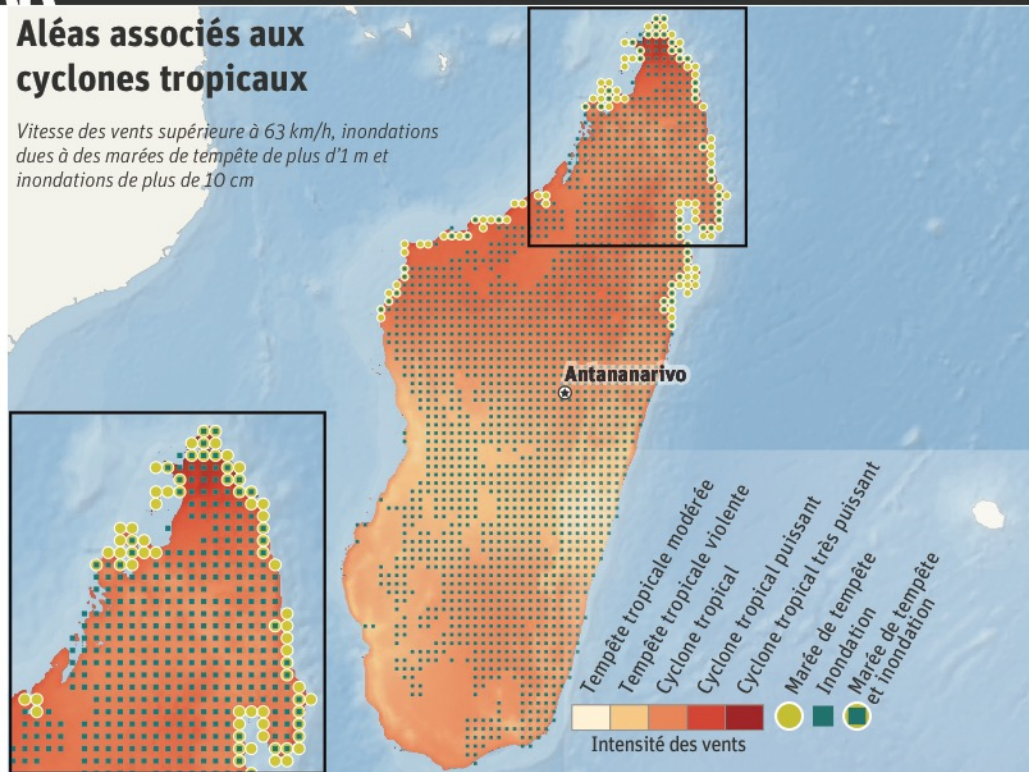 Aléas associés aux
cyclones tropicaux
Vitesse des vents supérieure à 63 km/h, inondations
dues à des marées de tempête de plus d'1 m et
inondations de plus de 10 cm
Antananarivo
Tempête tropicale modérée
Tempête tropicale violente
Cyclone tropical
Cyclone tropical puissant
Cyclone tropical très puissant
Marée de tempête
Inondation
Marée de tempête
et inondation
Intensité des vents